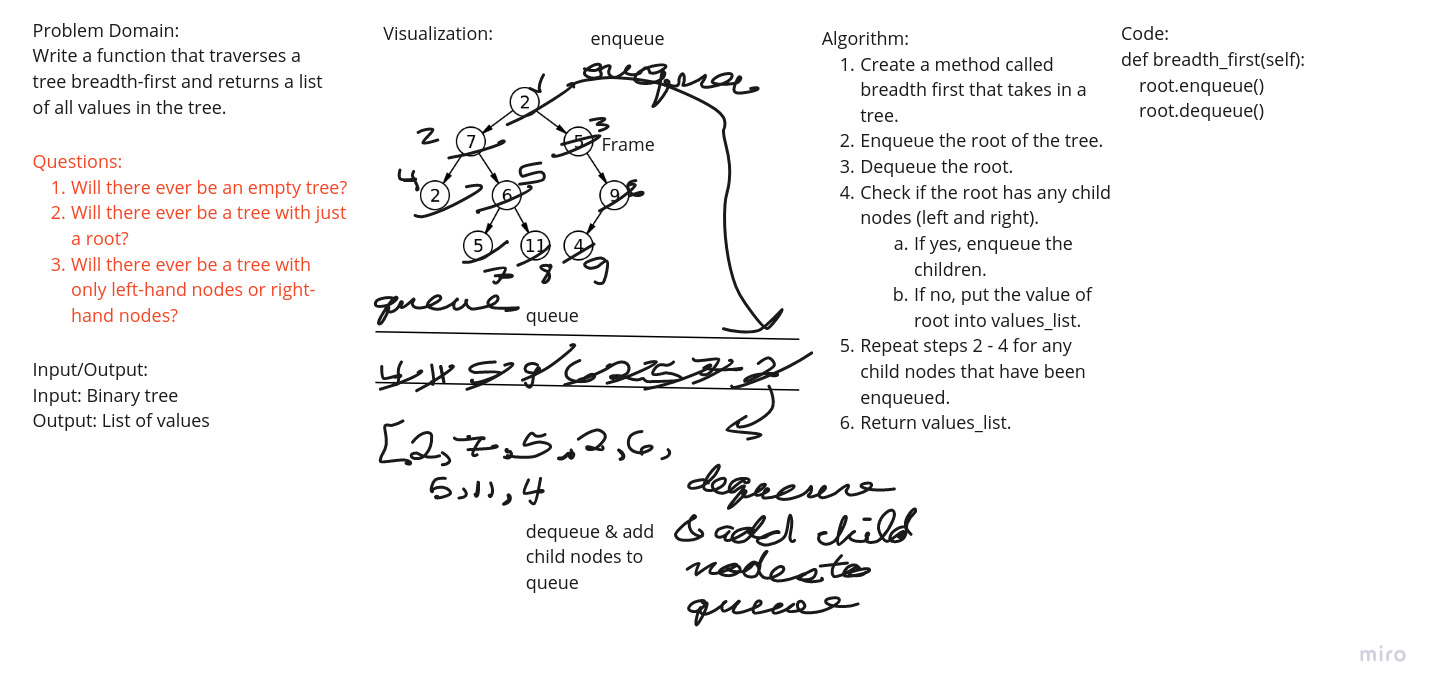 Problem Domain:
Write a function that traverses a
tree breadth-first and returns a list
of all values in the tree.
Questions:
1. Will there ever be an empty tree?
2. Will there ever be a tree with just
a root?
3. Will there ever be a tree with
only left-hand nodes or right-
hand nodes?
Input/Output:
Input: Binary tree
Output: List of values
Visualization:
enqueue
enqueue
2 1
2 7 5 3 Frame
4 2 6 5 9
5 11 4
7 8 9
queue
queue
4 11 5 9 6 2 5 7 2
[2, 7, 5, 2, 6,
5, 11, 4
dequeue & add
child nodes to
queue
dequeue
& add child
nodes to
queue
Algorithm:
1. Create a method called
breadth first that takes in a
tree.
2. Enqueue the root of the tree.
3. Dequeue the root.
4. Check if the root has any child
nodes (left and right).
a. If yes, enqueue the
children.
b. If no, put the value of
root into values_list.
5. Repeat steps 2 - 4 for any
child nodes that have been
enqueued.
6. Return values_list.
Code:
def breadth_first(self):
root.enqueue()
root.dequeue()
miro